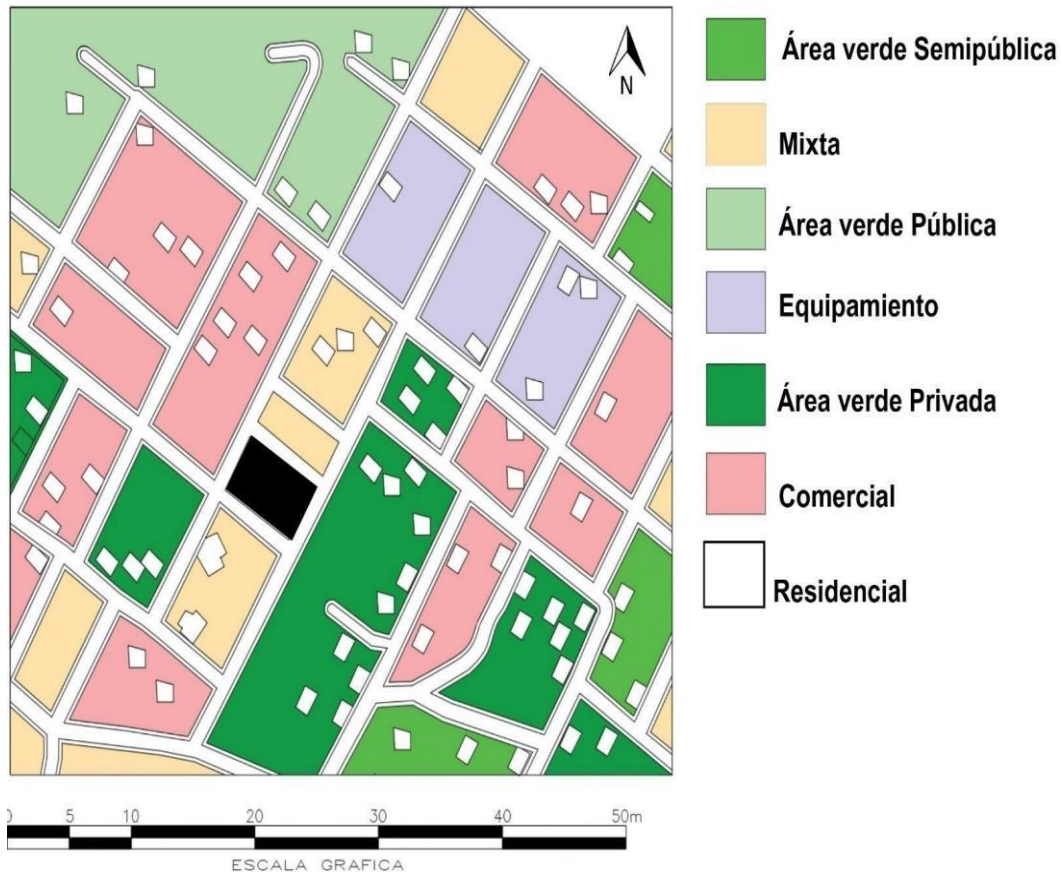 N
Área verde Semipública
Mixta
Área verde Pública
Equipamiento
Área verde Privada
Comercial
Residencial
0 5 10 20 30 40 50m
ESCALA GRAFICA